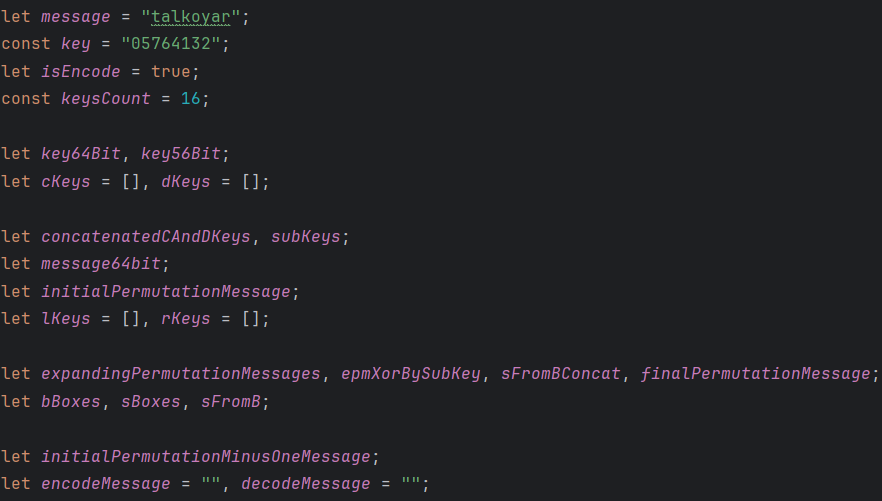 let message = "talkoyar";
const key = "05764132";
let isEncode = true;
const keysCount = 16;
let key64Bit, key56Bit;
let cKeys = [], dKeys = [];
let concatenatedCAndDKeys, subKeys;
let message64bit;
let initialPermutationMessage;
let lKeys = [], rKeys = [];
let expandingPermutationMessages, epmXorBySubKey, sFromBConcat, finalPermutationMessage;
let bBoxes, sBoxes, sFromB;
let initialPermutationMinusOneMessage;
let encodeMessage = "", decodeMessage = "";